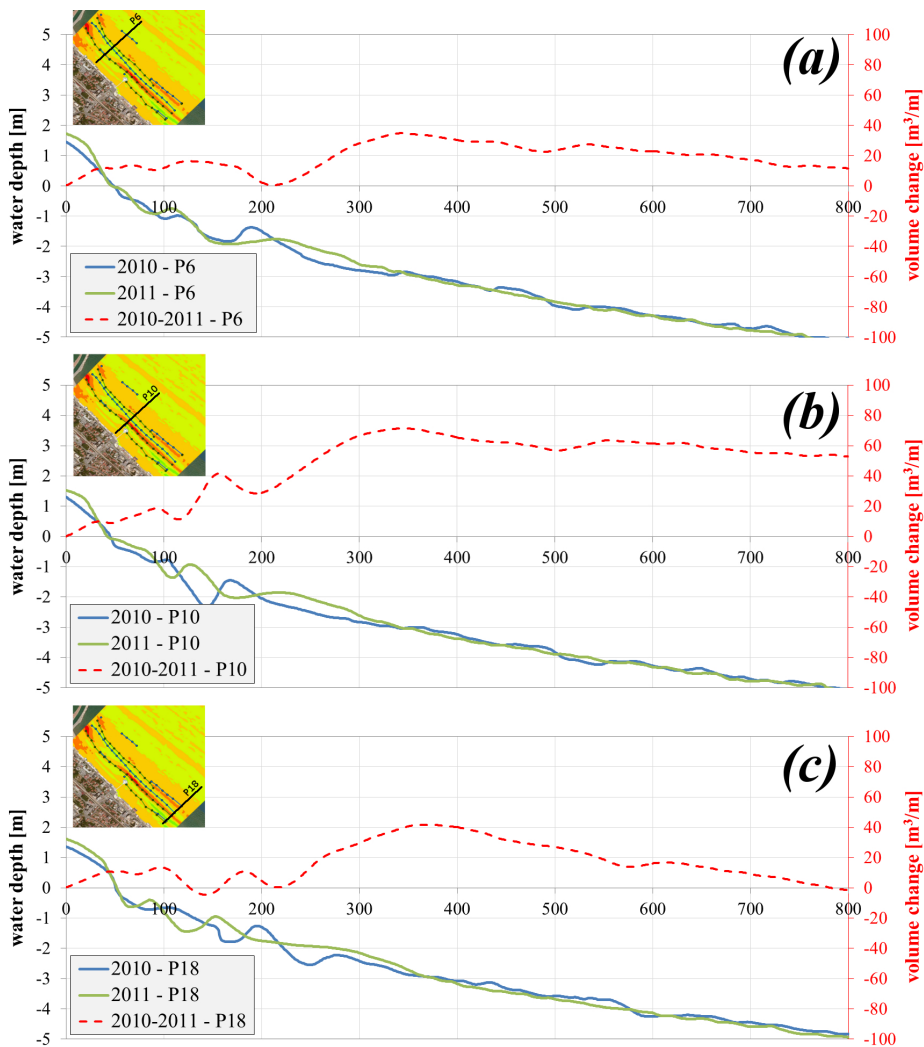 P6
(a)
water depth [m]
5
4
3
2
1
0
-1
-2
-3
-4
-5
0 100 200 300 400 500 600 700 800
100
80
60
40
20
0
-20
-40
-60
-80
-100
volume change [m³/m]
2010 - P6
2011 - P6
2010-2011 - P6
P10
(b)
water depth [m]
5
4
3
2
1
0
-1
-2
-3
-4
-5
0 100 200 300 400 500 600 700 800
100
80
60
40
20
0
-20
-40
-60
-80
-100
volume change [m³/m]
2010 - P10
2011 - P10
2010-2011 - P10
P18
(c)
water depth [m]
5
4
3
2
1
0
-1
-2
-3
-4
-5
0 100 200 300 400 500 600 700 800
100
80
60
40
20
0
-20
-40
-60
-80
-100
volume change [m³/m]
2010 - P18
2011 - P18
2010-2011 - P18